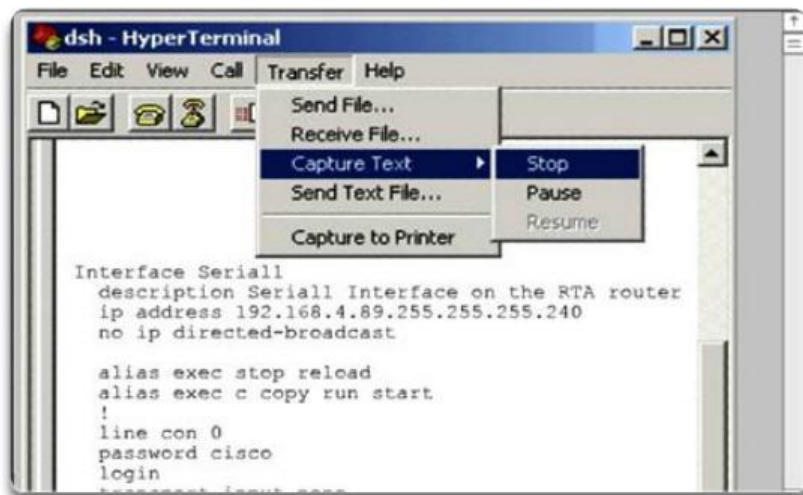 dsh - HyperTerminal
File Edit View Call Transfer Help
Send File...
Receive File...
Capture Text
Stop
Send Text File...
Pause
Resume
Capture to Printer
Interface Serial1
description Serial1 Interface on the RTA router
ip address 192.168.4.89.255.255.255.240
no ip directed-broadcast
alias exec stop reload
alias exec c copy run start
!
line con 0
password cisco
login
transport input none